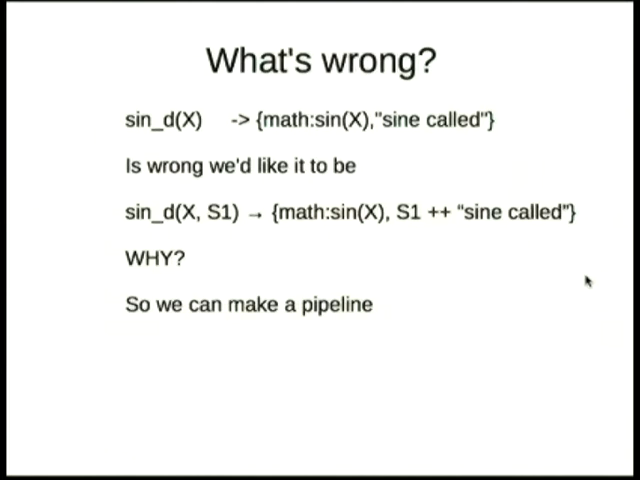 What's wrong?
sin_d(X) -> {math:sin(X),"sine called"}
Is wrong we'd like it to be
sin_d(X, S1) → {math:sin(X), S1 ++ “sine called”}
WHY?
So we can make a pipeline